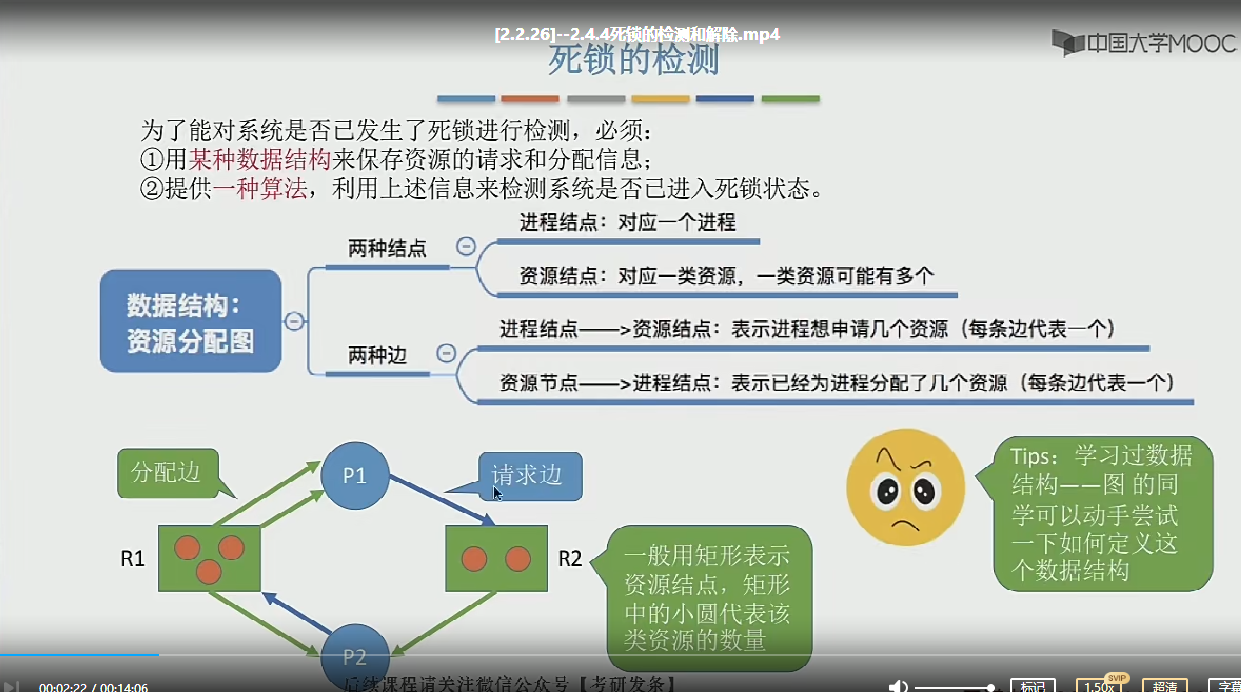 [2.2.26]--2.4.4死锁的检测和解除.mp4
中国大学MOOC
死锁的检测
为了能对系统是否已发生了死锁进行检测，必须：
①用某种数据结构来保存资源的请求和分配信息；
②提供一种算法，利用上述信息来检测系统是否已进入死锁状态。
数据结构：
资源分配图
两种结点
进程结点：对应一个进程
资源结点：对应一类资源，一类资源可能有多个
两种边
进程结点——>资源结点：表示进程想申请几个资源（每条边代表一个）
资源节点——>进程结点：表示已经为进程分配了几个资源（每条边代表一个）
分配边
P1
请求边
R1
R2
P2
一般用矩形表示
资源结点，矩形
中的小圆代表该
类资源的数量
Tips：学习过数据
结构——图 的同
学可以动手尝试
一下如何定义这
个数据结构
后续课程请关注微信公众号【考研发条】
00:02:22 / 00:14:06
标记
1.50x
SVIP
超清
字幕